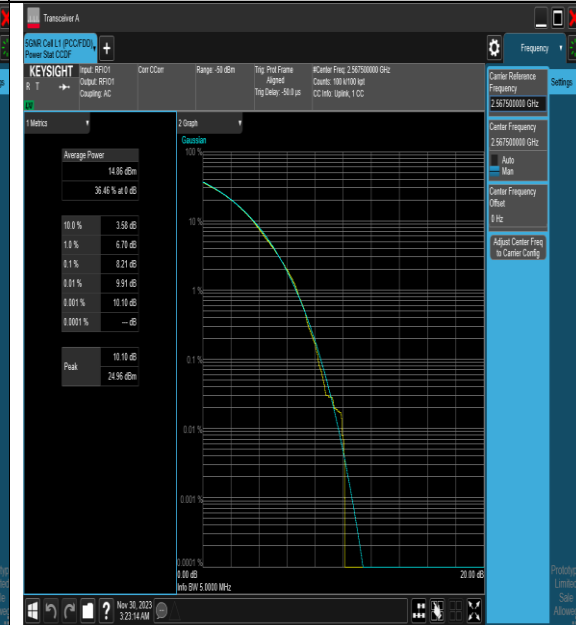 Transceiver A
5GNR Cell L1 (PCC/FDD),
Power Stat CCDF
Frequency
KEYSIGHT
R T
LV
Input: RFIO1
Output: RFIO1
Coupling: AC
Corr CCorr
Range: -50 dBm
Trig: Prot Frame
Aligned
Trig Delay: -50.0 µs
#Center Freq: 2.567500000 GHz
Counts: 100 k/100 kpt
CC Info: Uplink, 1 CC
Carrier Reference
Frequency
2.567500000 GHz
Settings
Center Frequency
2.567500000 GHz
Auto
Man
Center Frequency
Offset
0 Hz
Adjust Center Freq
to Carrier Config
1 Metrics
Average Power
14.86 dBm
36.46 % at 0 dB
10.0 % 3.58 dB
1.0 % 6.70 dB
0.1 % 8.21 dB
0.01 % 9.91 dB
0.001 % 10.10 dB
0.0001 % --- dB
Peak
10.10 dB
24.96 dBm
2 Graph
Gaussian
100 %
10 %
1 %
0.1 %
0.01 %
0.001 %
0.0001 %
0.00 dB
20.00 dB
Info BW 5.0000 MHz
Nov 30, 2023
3:23:14 AM
?